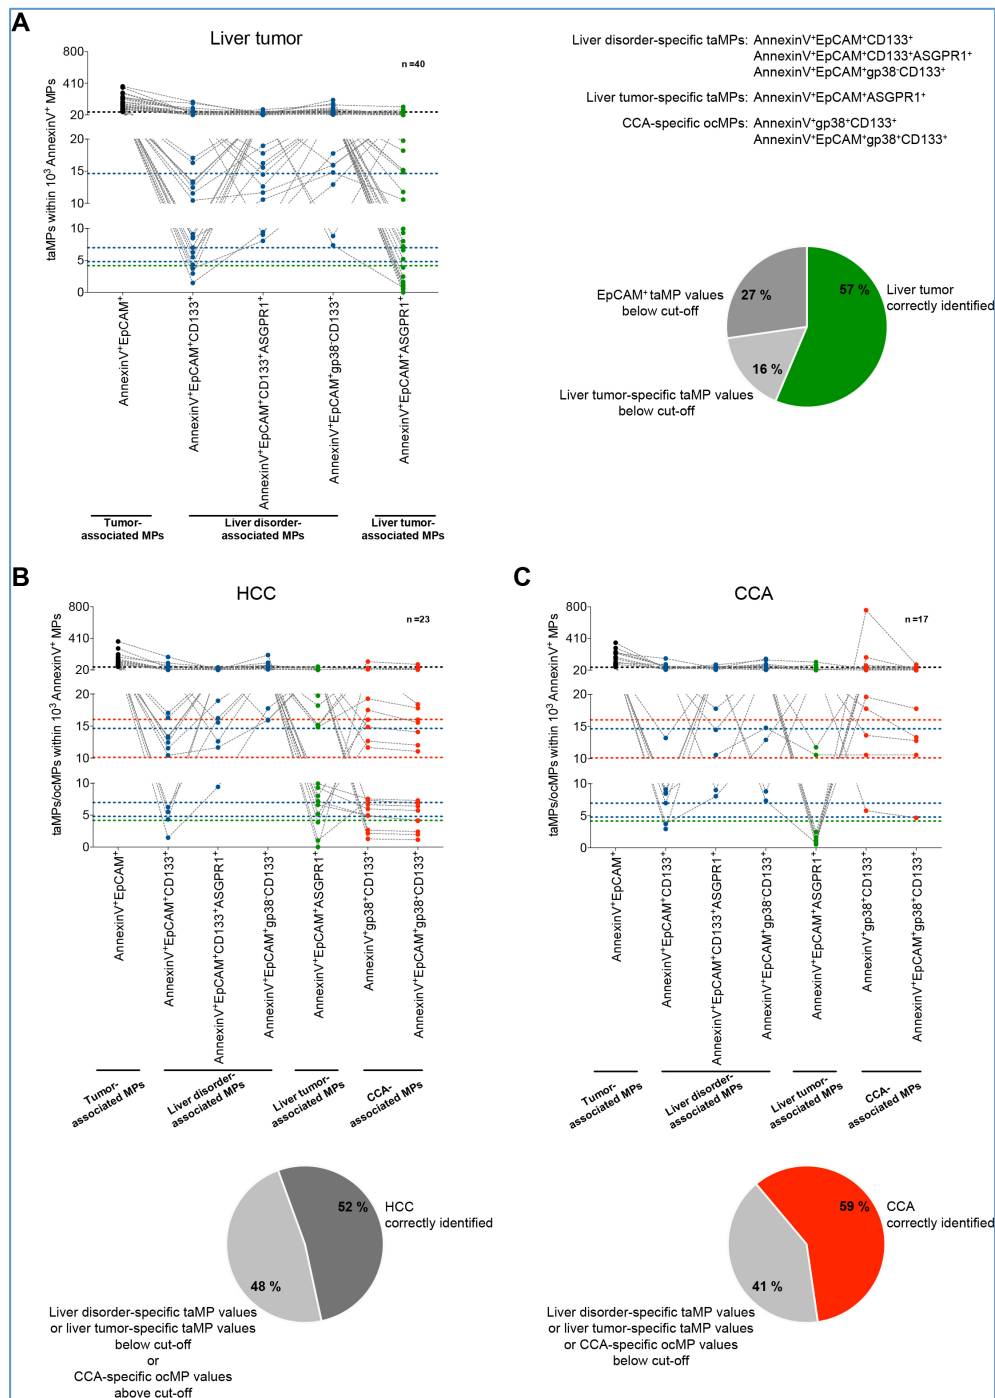 A
Liver tumor
n =40
taMPs within 10³ AnnexinV⁺ MPs
800
410
20
20
15
10
10
5
0
AnnexinV⁺EpCAM⁺
AnnexinV⁺EpCAM⁺CD133⁺
AnnexinV⁺EpCAM⁺CD133⁺ASGPR1⁺
AnnexinV⁺EpCAM⁺gp38⁻CD133⁺
AnnexinV⁺EpCAM⁺ASGPR1⁺
Tumor-
associated MPs
Liver disorder-
associated MPs
Liver tumor-
associated MPs
Liver disorder-specific taMPs: AnnexinV⁺EpCAM⁺CD133⁺
AnnexinV⁺EpCAM⁺CD133⁺ASGPR1⁺
AnnexinV⁺EpCAM⁺gp38⁻CD133⁺
Liver tumor-specific taMPs: AnnexinV⁺EpCAM⁺ASGPR1⁺
CCA-specific ocMPs: AnnexinV⁺gp38⁺CD133⁺
AnnexinV⁺EpCAM⁺gp38⁺CD133⁺
EpCAM⁺ taMP values
below cut-off
27 %
57 %
Liver tumor
correctly identified
16 %
Liver tumor-specific taMP values
below cut-off
B
HCC
n =23
taMPs/ocMPs within 10³ AnnexinV⁺ MPs
800
410
20
20
15
10
10
5
0
AnnexinV⁺EpCAM⁺
AnnexinV⁺EpCAM⁺CD133⁺
AnnexinV⁺EpCAM⁺CD133⁺ASGPR1⁺
AnnexinV⁺EpCAM⁺gp38⁻CD133⁺
AnnexinV⁺EpCAM⁺ASGPR1⁺
AnnexinV⁺gp38⁺CD133⁺
AnnexinV⁺EpCAM⁺gp38⁺CD133⁺
Tumor-
associated MPs
Liver disorder-
associated MPs
Liver tumor-
associated MPs
CCA-
associated MPs
52 %
HCC
correctly identified
48 %
Liver disorder-specific taMP values
or liver tumor-specific taMP values
below cut-off
or
CCA-specific ocMP values
above cut-off
C
CCA
n =17
taMPs/ocMPs within 10³ AnnexinV⁺ MPs
800
410
20
20
15
10
10
5
0
AnnexinV⁺EpCAM⁺
AnnexinV⁺EpCAM⁺CD133⁺
AnnexinV⁺EpCAM⁺CD133⁺ASGPR1⁺
AnnexinV⁺EpCAM⁺gp38⁻CD133⁺
AnnexinV⁺EpCAM⁺ASGPR1⁺
AnnexinV⁺gp38⁺CD133⁺
AnnexinV⁺EpCAM⁺gp38⁺CD133⁺
Tumor-
associated MPs
Liver disorder-
associated MPs
Liver tumor-
associated MPs
CCA-
associated MPs
59 %
CCA
correctly identified
41 %
Liver disorder-specific taMP values
or liver tumor-specific taMP values
or CCA-specific ocMP values
below cut-off